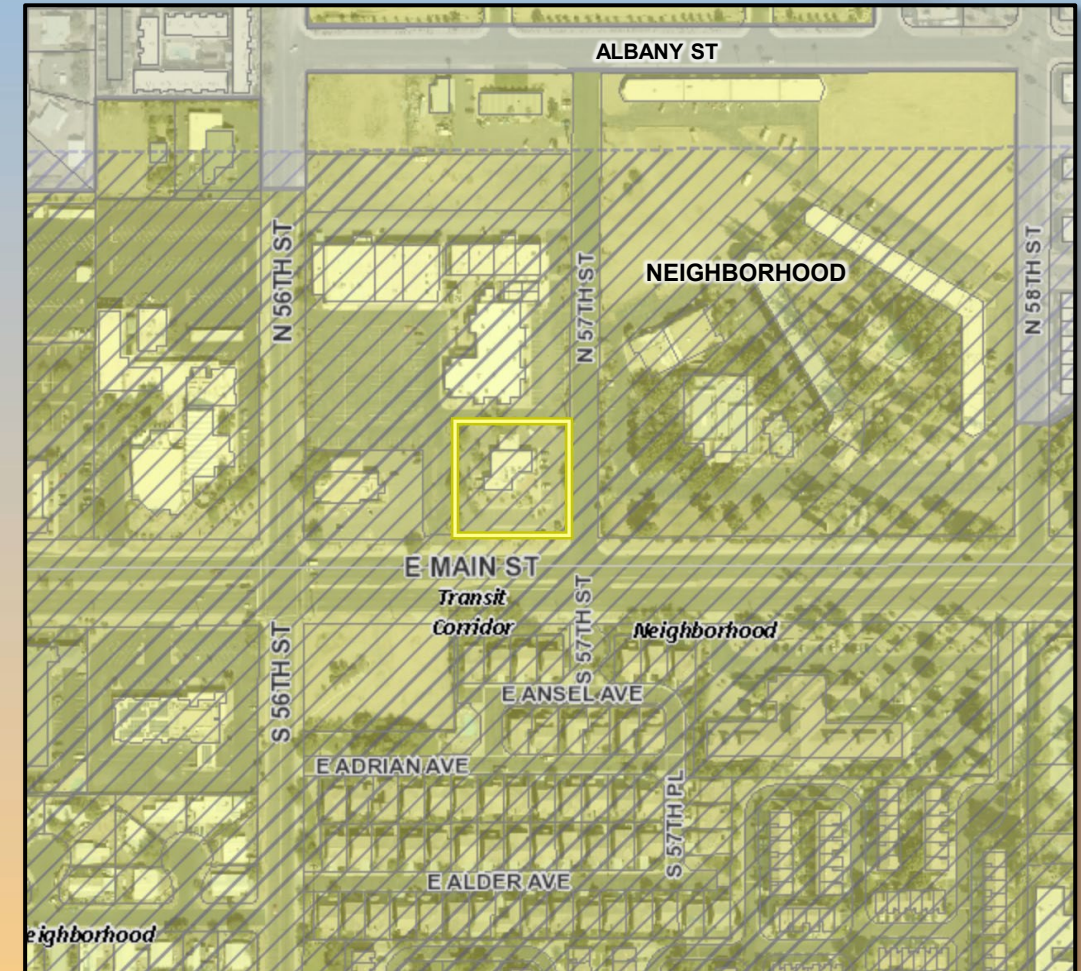 ALBANY ST
N 56TH ST
N 57TH ST
NEIGHBORHOOD
N 58TH ST
E MAIN ST
Transit
Corridor
S 57TH ST
Neighborhood
S 56TH ST
E ANSEL AVE
E ADRIAN AVE
S 57TH PL
E ALDER AVE
eighborhood